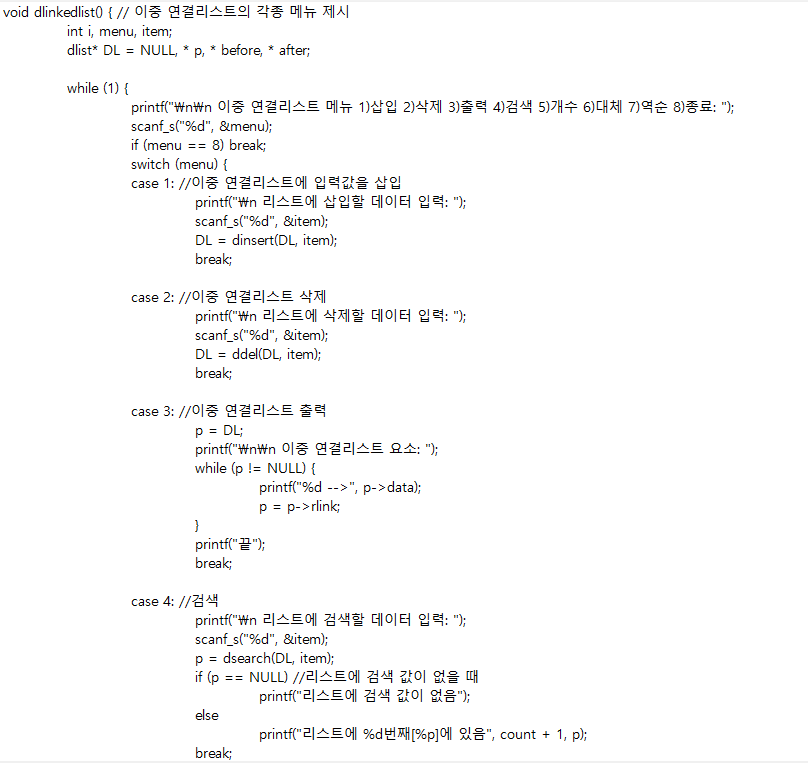 void dlinkedlist() { // 이중 연결리스트의 각종 메뉴 제시
int i, menu, item;
dlist* DL = NULL, * p, * before, * after;
while (1) {
printf("₩n₩n 이중 연결리스트 메뉴 1)삽입 2)삭제 3)출력 4)검색 5)개수 6)대체 7)역순 8)종료: ");
scanf_s("%d", &menu);
if (menu == 8) break;
switch (menu) {
case 1: //이중 연결리스트에 입력값을 삽입
printf("₩n 리스트에 삽입할 데이터 입력: ");
scanf_s("%d", &item);
DL = dinsert(DL, item);
break;
case 2: //이중 연결리스트 삭제
printf("₩n 리스트에 삭제할 데이터 입력: ");
scanf_s("%d", &item);
DL = ddel(DL, item);
break;
case 3: //이중 연결리스트 출력
p = DL;
printf("₩n₩n 이중 연결리스트 요소: ");
while (p != NULL) {
printf("%d -->", p->data);
p = p->rlink;
}
printf("끝");
break;
case 4: //검색
printf("₩n 리스트에 검색할 데이터 입력: ");
scanf_s("%d", &item);
p = dsearch(DL, item);
if (p == NULL) //리스트에 검색 값이 없을 때
printf("리스트에 검색 값이 없음");
else
printf("리스트에 %d번째[%p]에 있음", count + 1, p);
break;